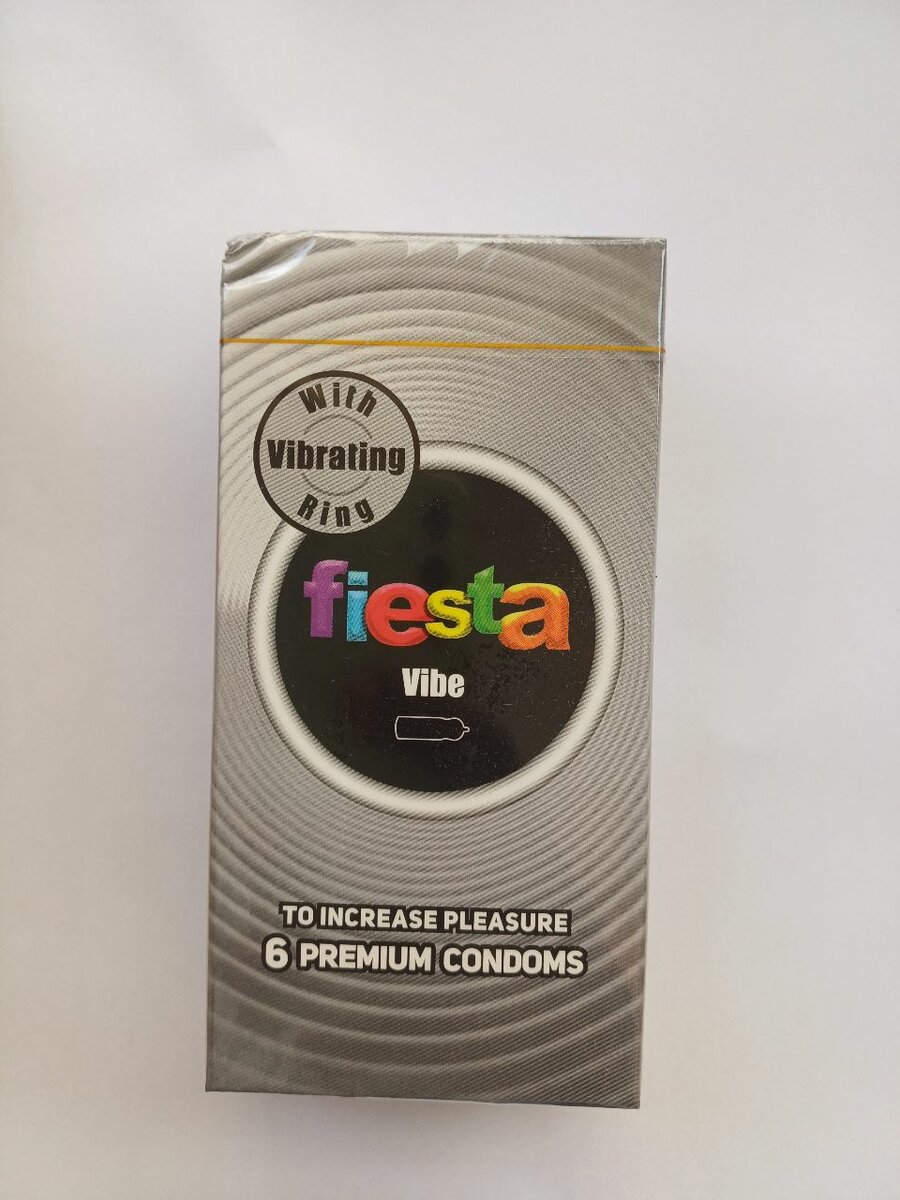 With
Vibrating
Ring
fiesta
Vibe
TO INCREASE PLEASURE
6 PREMIUM CONDOMS